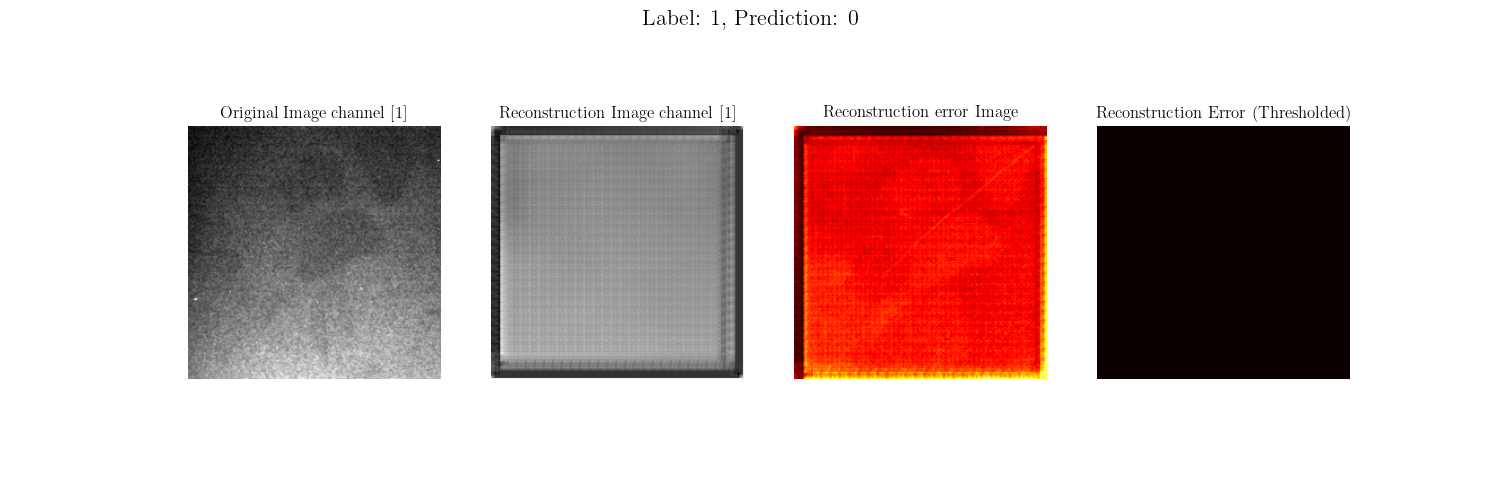 Label: 1, Prediction: 0
Original Image channel [1]
Reconstruction Image channel [1]
Reconstruction error Image
Reconstruction Error (Thresholded)